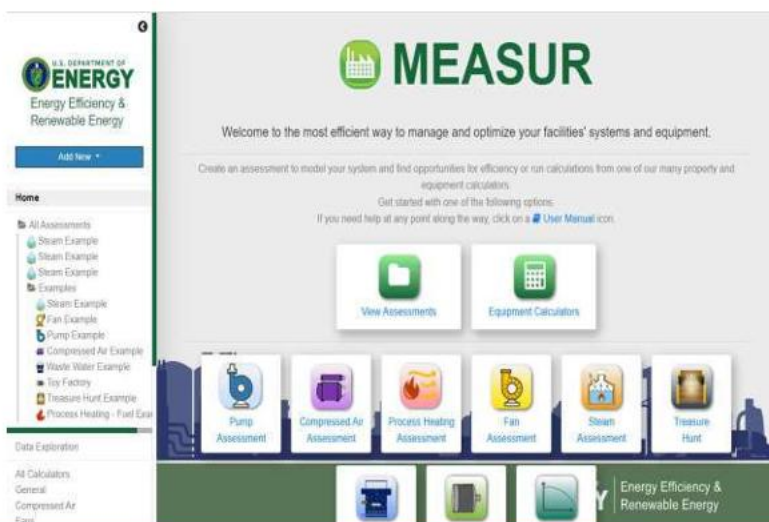 U.S. DEPARTMENT OF
ENERGY
Energy Efficiency &
Renewable Energy
Add New
Home
All Assessments
Steam Example
Steam Example
Steam Example
Examples
Steam Example
Fan Example
Pump Example
Compressed Air Example
Waste Water Example
Toy Factory
Treasure Hunt Example
Process Heating - Fuel Exa
Data Exploration
All Calculators
General
Compressed Air
MEASUR
Welcome to the most efficient way to manage and optimize your facilities' systems and equipment.
Create an assessment to model your system and find opportunities for efficiency or run calculations from one of our many property and
equipment calculators.
Get started with one of the following options.
If you need help at any point along the way, click on a User Manual icon.
View Assessments
Equipment Calculators
Pump
Assessment
Compressed Air
Assessment
Process Heating
Assessment
Fan
Assessment
Steam
Assessment
Treasure
Hunt
Y
Energy Efficiency &
Renewable Energy